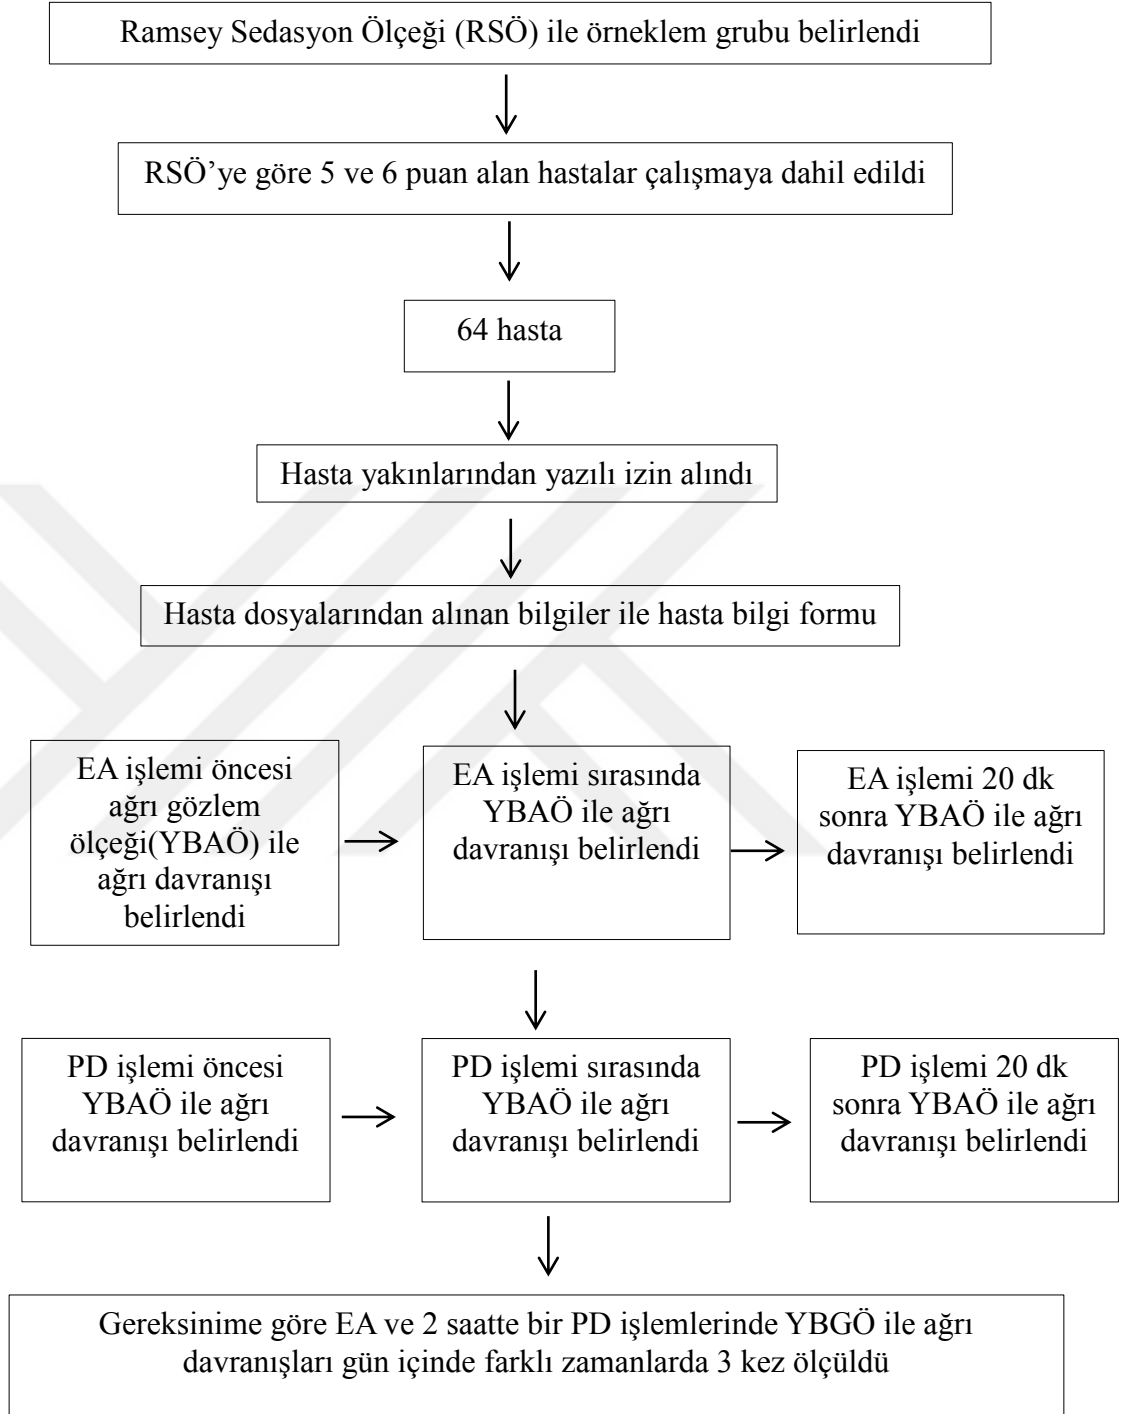 Ramsey Sedasyon Ölçeği (RSÖ) ile örneklem grubu belirlendi
RSÖ’ye göre 5 ve 6 puan alan hastalar çalışmaya dahil edildi
64 hasta
Hasta yakınlarından yazılı izin alındı
Hasta dosyalarından alınan bilgiler ile hasta bilgi formu
EA işlemi öncesi
ağrı gözlem
ölçeği(YBAÖ) ile
ağrı davranışı
belirlendi
EA işlemi sırasında
YBAÖ ile ağrı
davranışı belirlendi
EA işlemi 20 dk
sonra YBAÖ ile ağrı
davranışı belirlendi
PD işlemi öncesi
YBAÖ ile ağrı
davranışı belirlendi
PD işlemi sırasında
YBAÖ ile ağrı
davranışı belirlendi
PD işlemi 20 dk
sonra YBAÖ ile ağrı
davranışı belirlendi
Gereksinime göre EA ve 2 saatte bir PD işlemlerinde YBGÖ ile ağrı
davranışları gün içinde farklı zamanlarda 3 kez ölçüldü